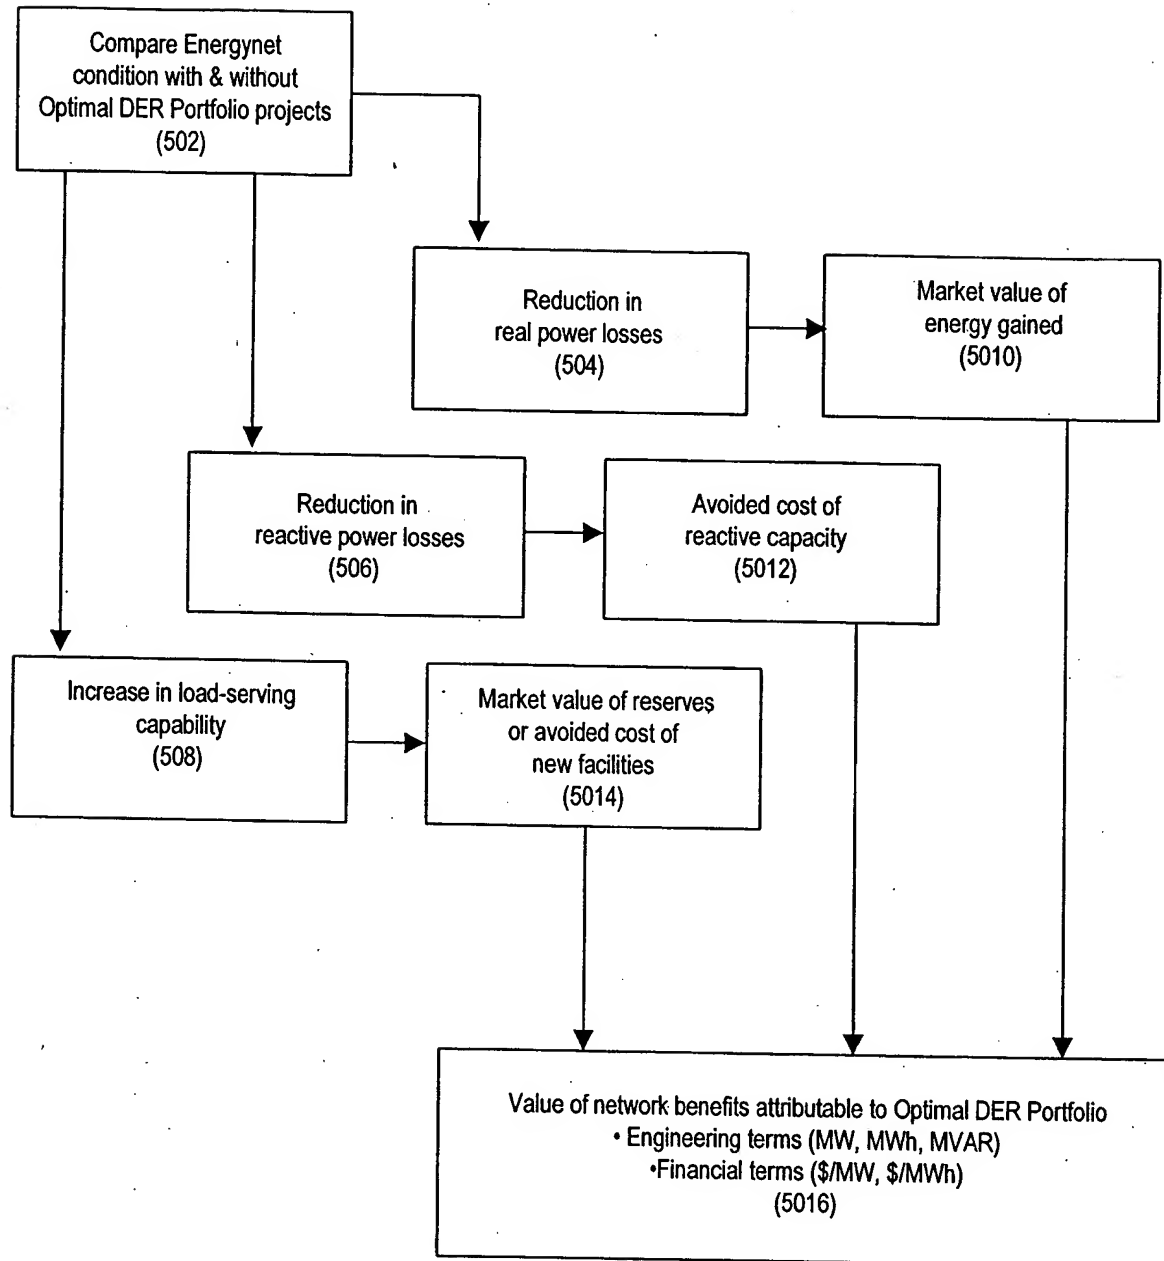 Compare Energynet
condition with & without
Optimal DER Portfolio projects
(502)
Reduction in
real power losses
(504)
Market value of
energy gained
(5010)
Reduction in
reactive power losses
(506)
Avoided cost of
reactive capacity
(5012)
Increase in load-serving
capability
(508)
Market value of reserves
or avoided cost of
new facilities
(5014)
Value of network benefits attributable to Optimal DER Portfolio
• Engineering terms (MW, MWh, MVAR)
•Financial terms ($/MW, $/MWh)
(5016)